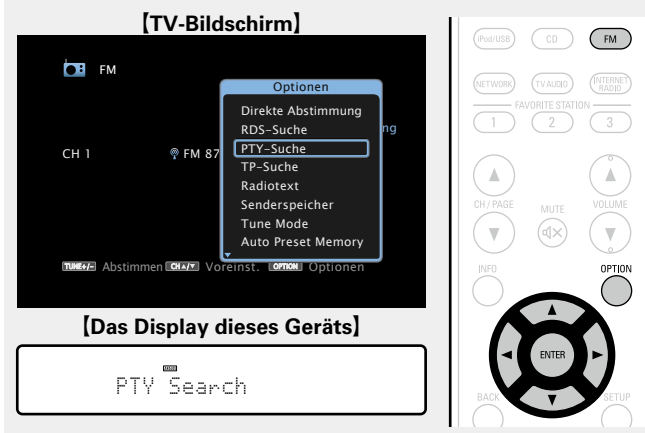 【TV-Bildschirm】
FM
Optionen
Direkte Abstimmung
RDS-Suche
ng
PTY-Suche
CH 1
FM 87
TP-Suche
Radiotext
Senderspeicher
Tune Mode
Auto Preset Memory
TUNE+/- Abstimmen CH▲/▼ Voreinst. OPTION Optionen
【Das Display dieses Geräts】
PTY Search
iPod/USB
CD
FM
NETWORK
TV AUDIO
INTERNET RADIO
FAVORITE STATION
1
2
3
CH / PAGE
MUTE
VOLUME
INFO
OPTION
ENTER
BACK
SETUP